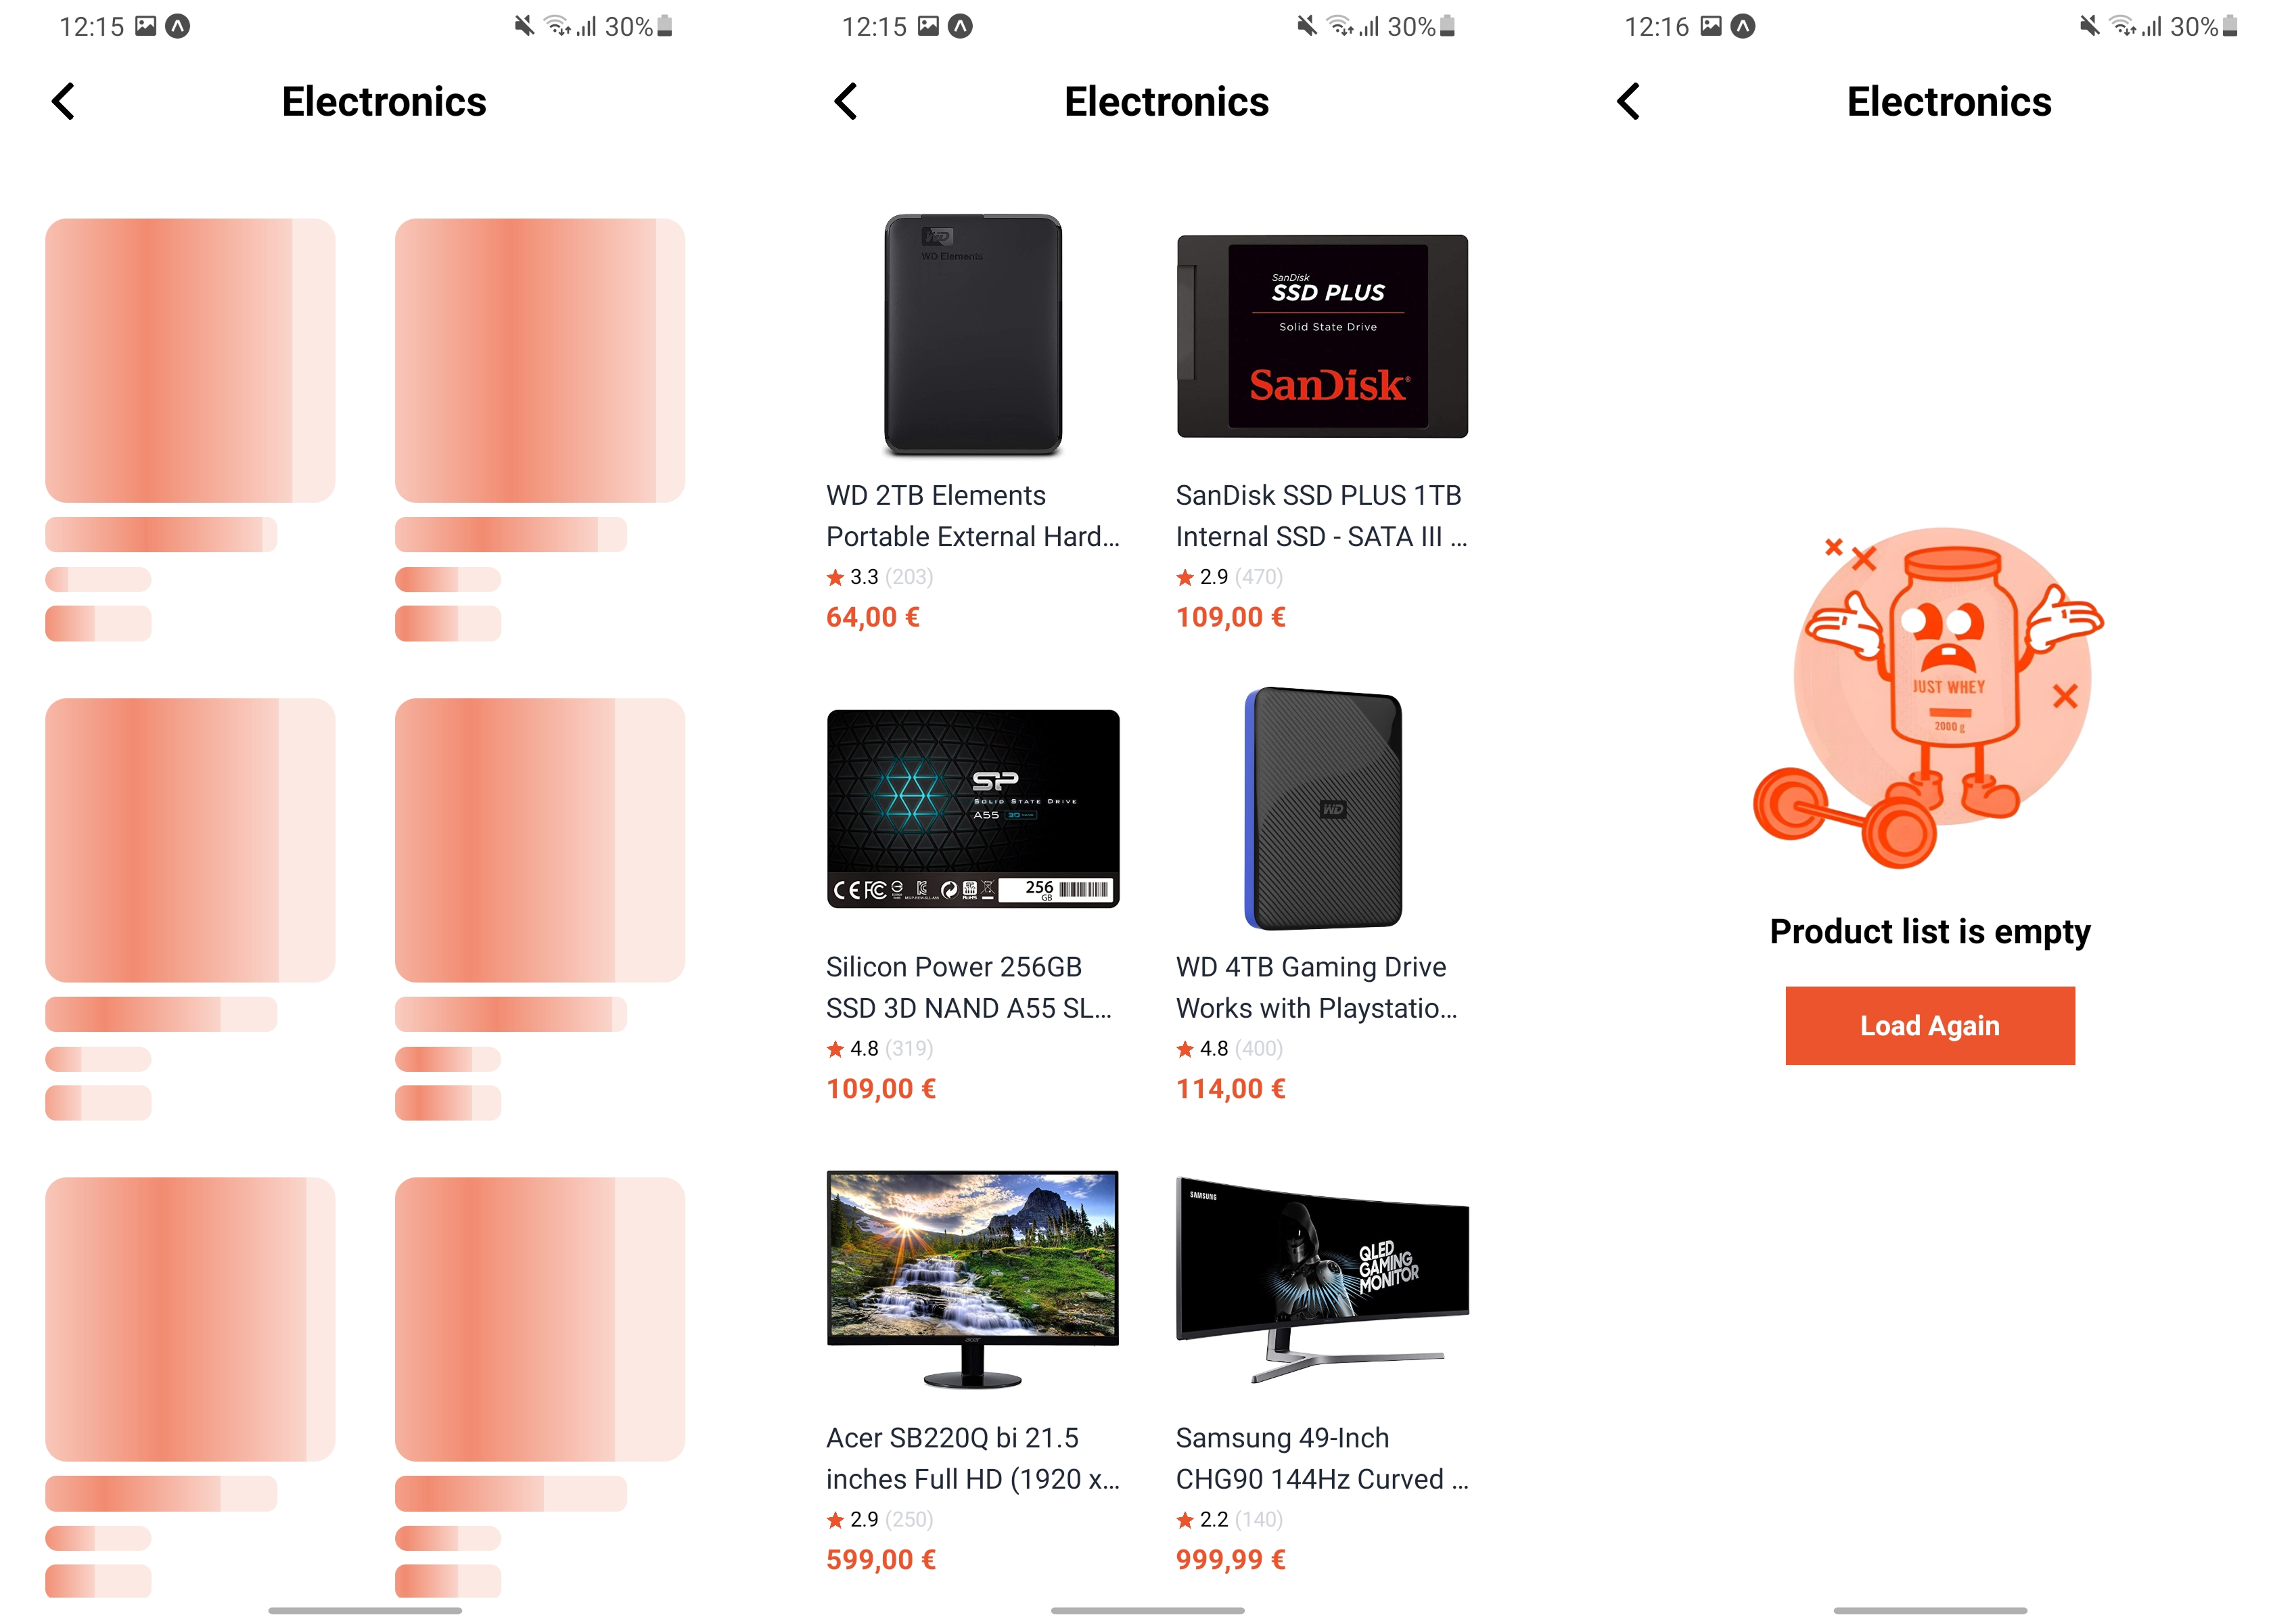 12:15
30%
Electronics
12:15
30%
Electronics
WD
WD Elements
SanDisk
SSD PLUS
Solid State Drive
SanDisk
WD 2TB Elements
Portable External Hard...
3.3 (203)
64,00 €
SanDisk SSD PLUS 1TB
Internal SSD - SATA III ...
2.9 (470)
109,00 €
SP
SOLID STATE DRIVE
A55
CE FC
256
GB
WD
Silicon Power 256GB
SSD 3D NAND A55 SL...
4.8 (319)
109,00 €
WD 4TB Gaming Drive
Works with Playstatio...
4.8 (400)
114,00 €
acer
SAMSUNG
QLED
GAMING
MONITOR
Acer SB220Q bi 21.5
inches Full HD (1920 x...
2.9 (250)
599,00 €
Samsung 49-Inch
CHG90 144Hz Curved ...
2.2 (140)
999,99 €
12:16
30%
Electronics
JUST WHEY
2000 g
Product list is empty
Load Again